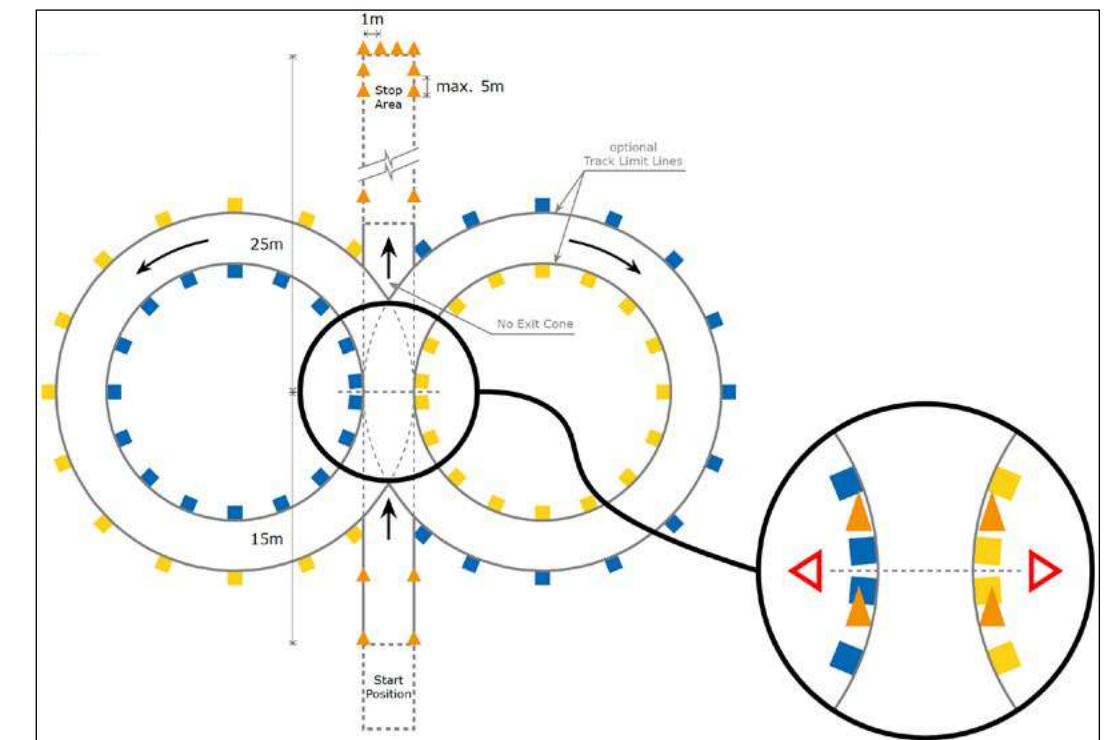 1m
Stop
Area
max. 5m
optional
Track Limit Lines
25m
No Exit Cone
15m
Start
Position